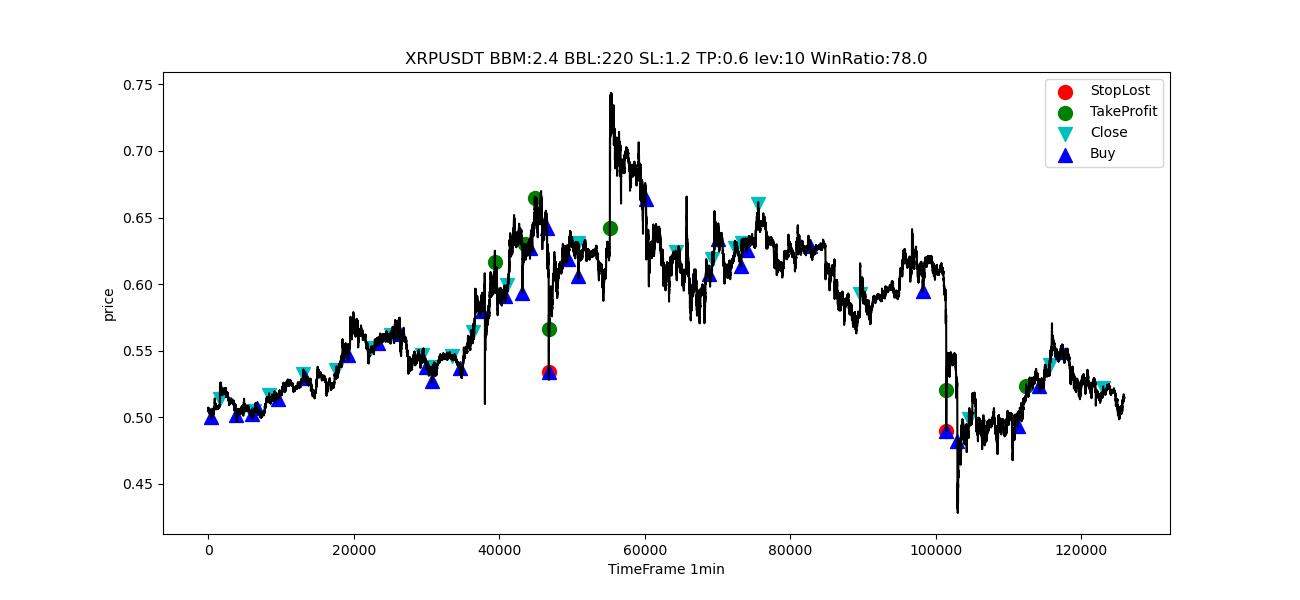 XRPUSDT BBM:2.4 BBL:220 SL:1.2 TP:0.6 lev:10 WinRatio:78.0
StopLost
TakeProfit
Close
Buy
price
0.75
0.70
0.65
0.60
0.55
0.50
0.45
0
20000
40000
60000
80000
100000
120000
TimeFrame 1min